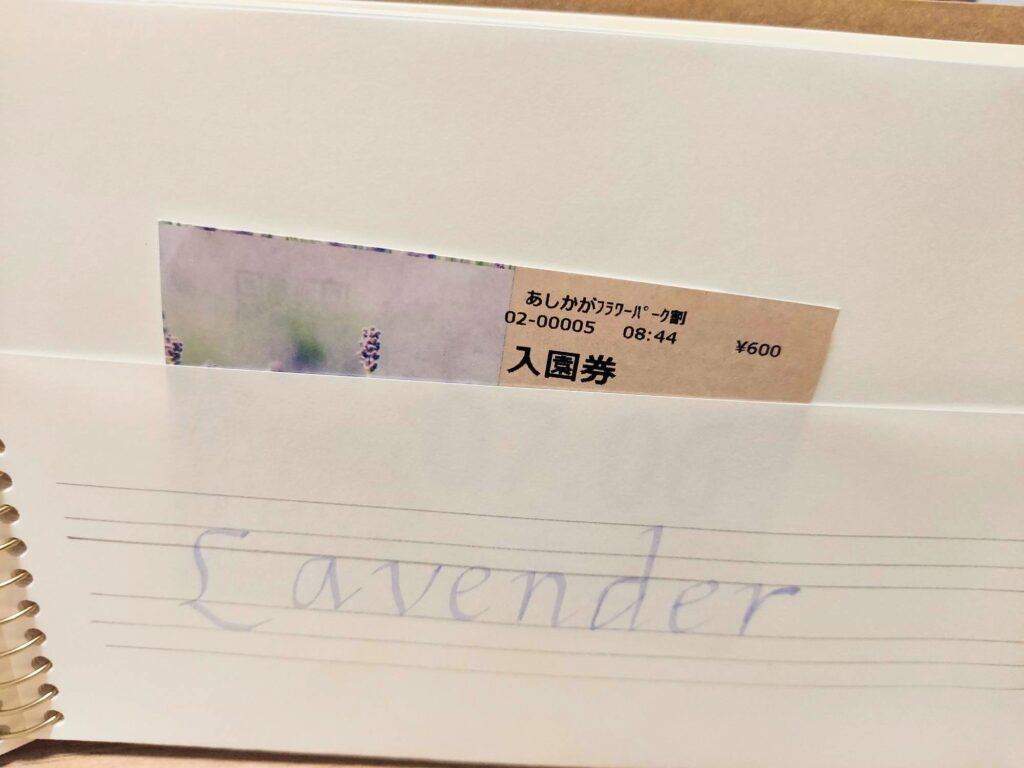 あしかがﾌﾗﾜｰﾊﾟｰｸ割
02-00005 08:44 ¥600
入園券
Lavender